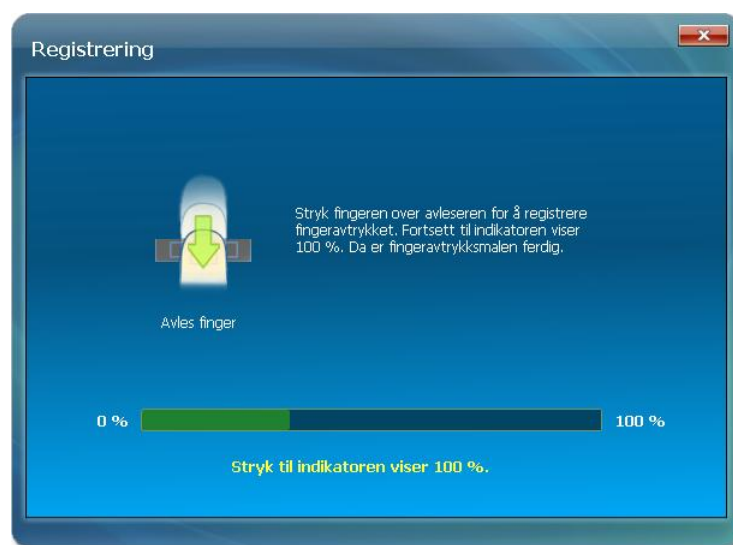 Registrering
Stryk fingeren over avleseren for å registrere
fingeravtrykket. Fortsett til indikatoren viser
100 %. Da er fingeravtrykksmalen ferdig.
Avles finger
0 %
100 %
Stryk til indikatoren viser 100 %.